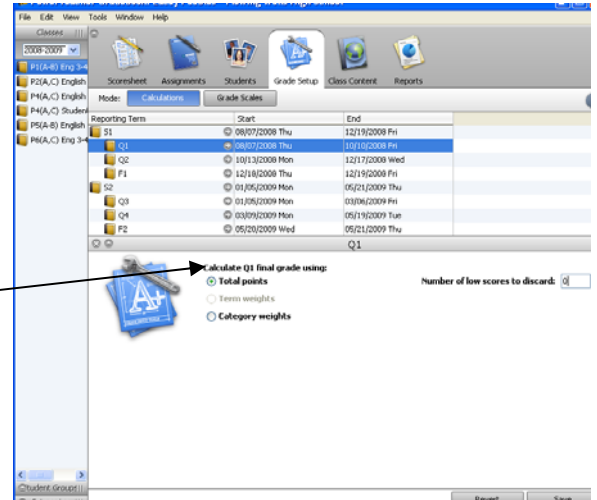 File Edit View Tools Window Help
Classes
2008-2009
P1(A-B) Eng 3-4
P2(A,C) English
P4(A,C) English
P4(A,C) Student
P5(A-B) English
P6(A,C) Eng 3-4
Scoresheet Assignments Students Grade Setup Class Content Reports
Mode: Calculations Grade Scales
Reporting Term Start End
S1 08/07/2008 Thu 12/19/2008 Fri
Q1 08/07/2008 Thu 10/10/2008 Fri
Q2 10/13/2008 Mon 12/17/2008 Wed
F1 12/18/2008 Thu 12/19/2008 Fri
S2 01/05/2009 Mon 05/21/2009 Thu
Q3 01/05/2009 Mon 03/06/2009 Fri
Q4 03/09/2009 Mon 05/19/2009 Tue
F2 05/20/2009 Wed 05/21/2009 Thu
Q1
A+
Calculate Q1 final grade using:
Total points
Number of low scores to discard: 0
Term weights
Category weights
Student Groups
Revert Save